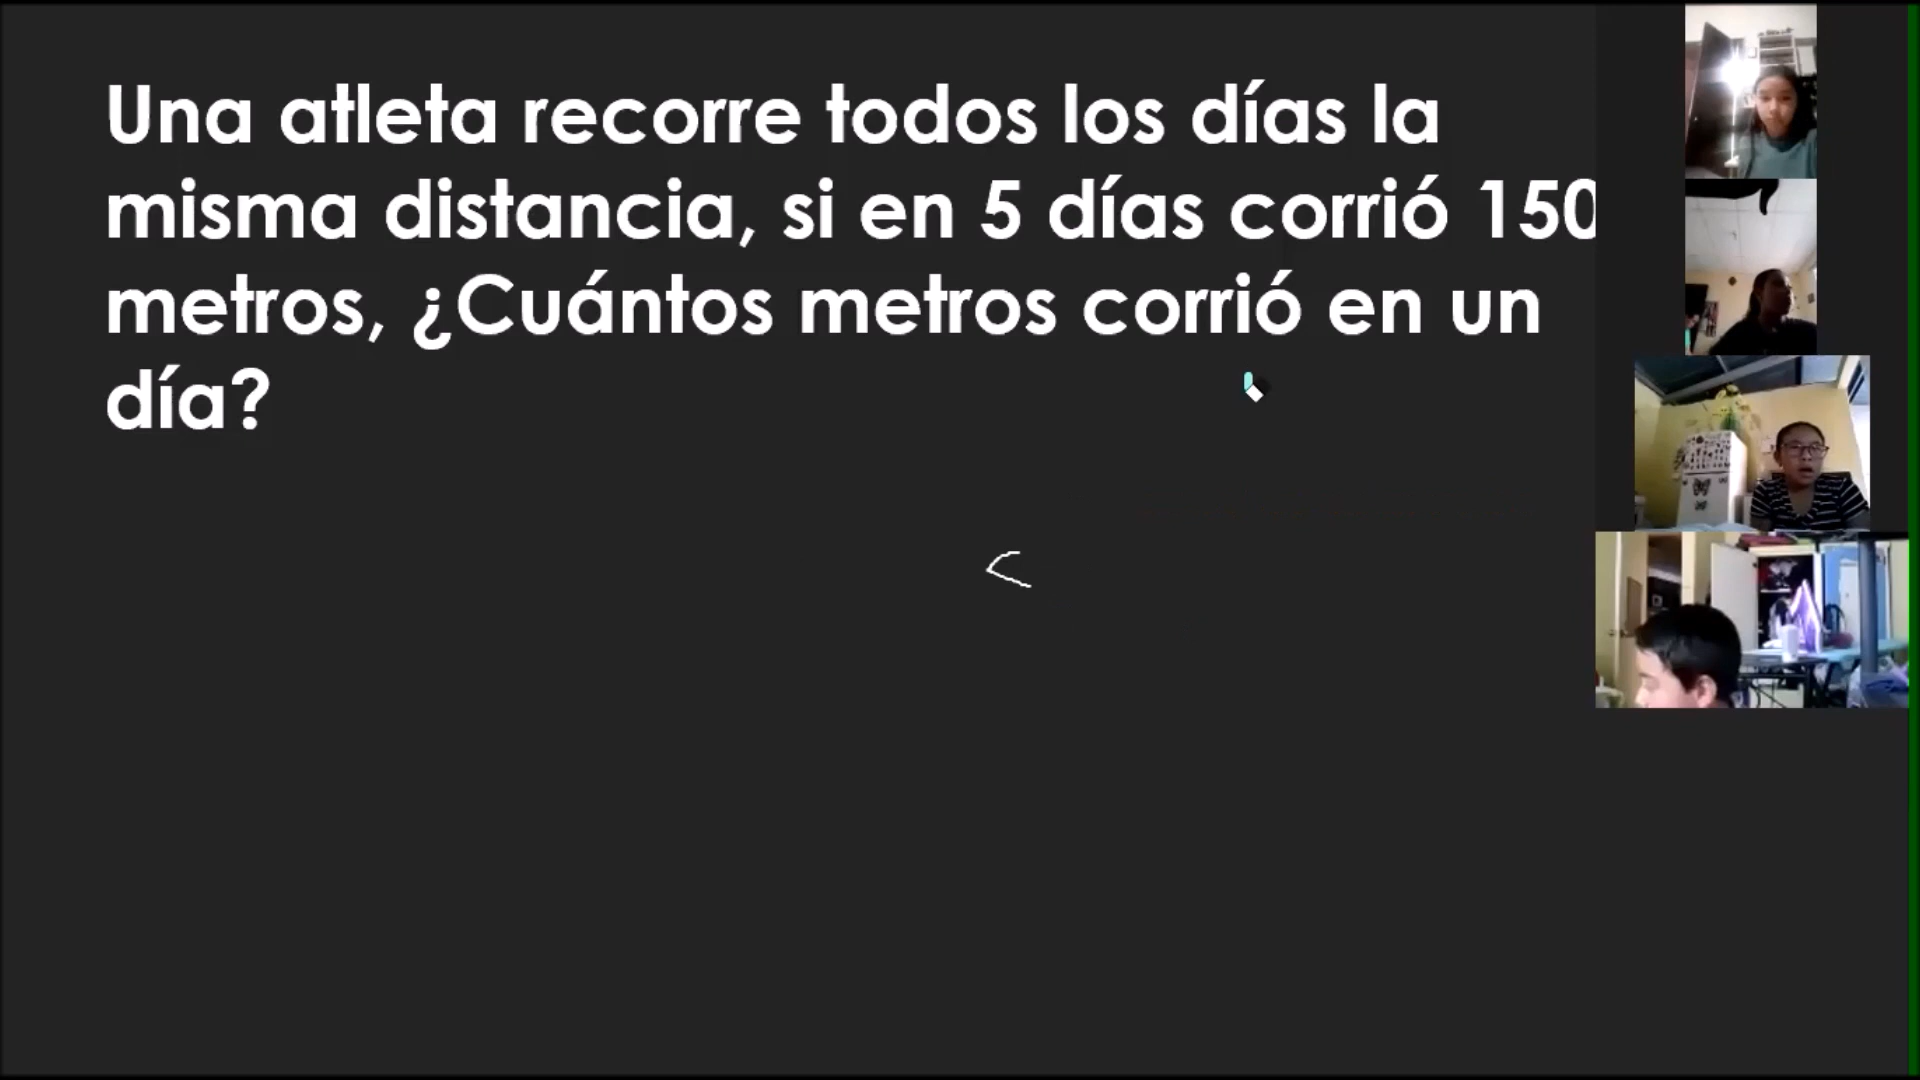 Una atleta recorre todos los días la
misma distancia, si en 5 días corrió 150
metros, ¿Cuántos metros corrió en un
día?